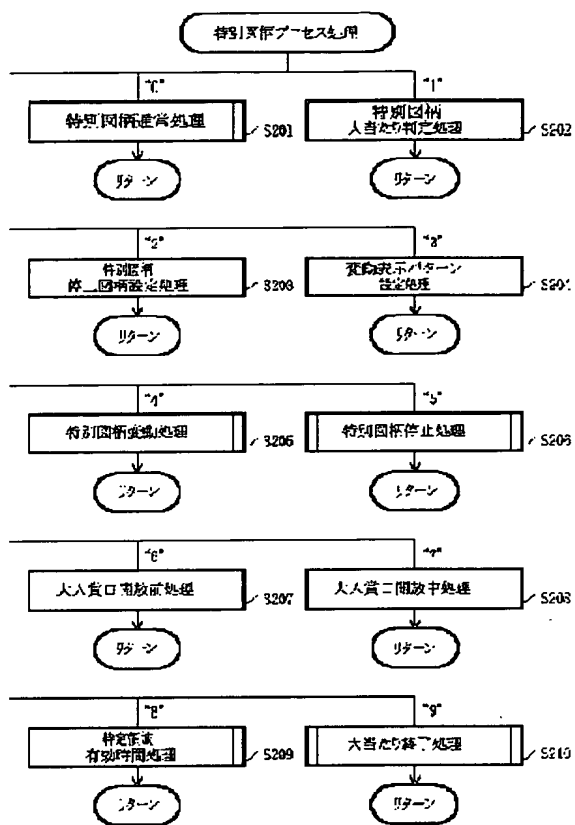 特別図柄プロセス処理
"0"
"1"
特別図柄通常処理
S201
特別図柄
大当たり判定処理
S202
リターン
リターン
"2"
"3"
特別図柄
停止図柄設定処理
S203
変動表示パターン
設定処理
S204
リターン
リターン
"4"
"5"
特別図柄変動処理
S205
特別図柄停止処理
S206
リターン
リターン
"6"
"7"
大入賞口開放前処理
S207
大入賞口開放中処理
S208
リターン
リターン
"8"
"9"
特定領域
有効時間処理
S209
大当たり終了処理
S210
リターン
リターン